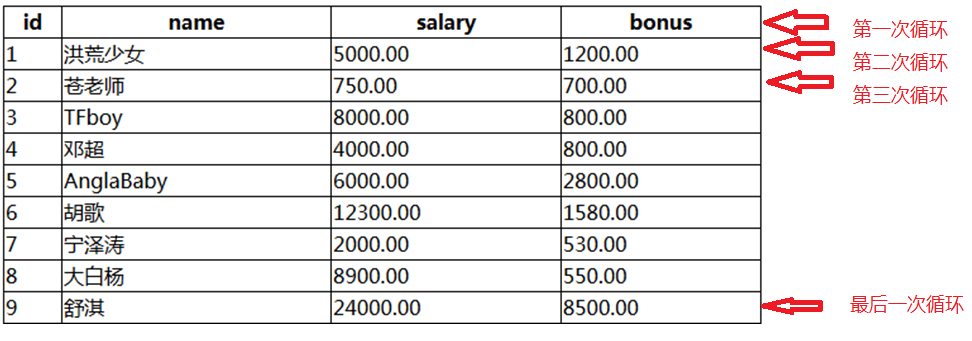 id name salary bonus
第一次循环
1 洪荒少女 5000.00 1200.00
第二次循环
2 苍老师 750.00 700.00
第三次循环
3 TFboy 8000.00 800.00
4 邓超 4000.00 800.00
5 AnglaBaby 6000.00 2800.00
6 胡歌 12300.00 1580.00
7 宁泽涛 2000.00 530.00
8 大白杨 8900.00 550.00
9 舒淇 24000.00 8500.00
最后一次循环